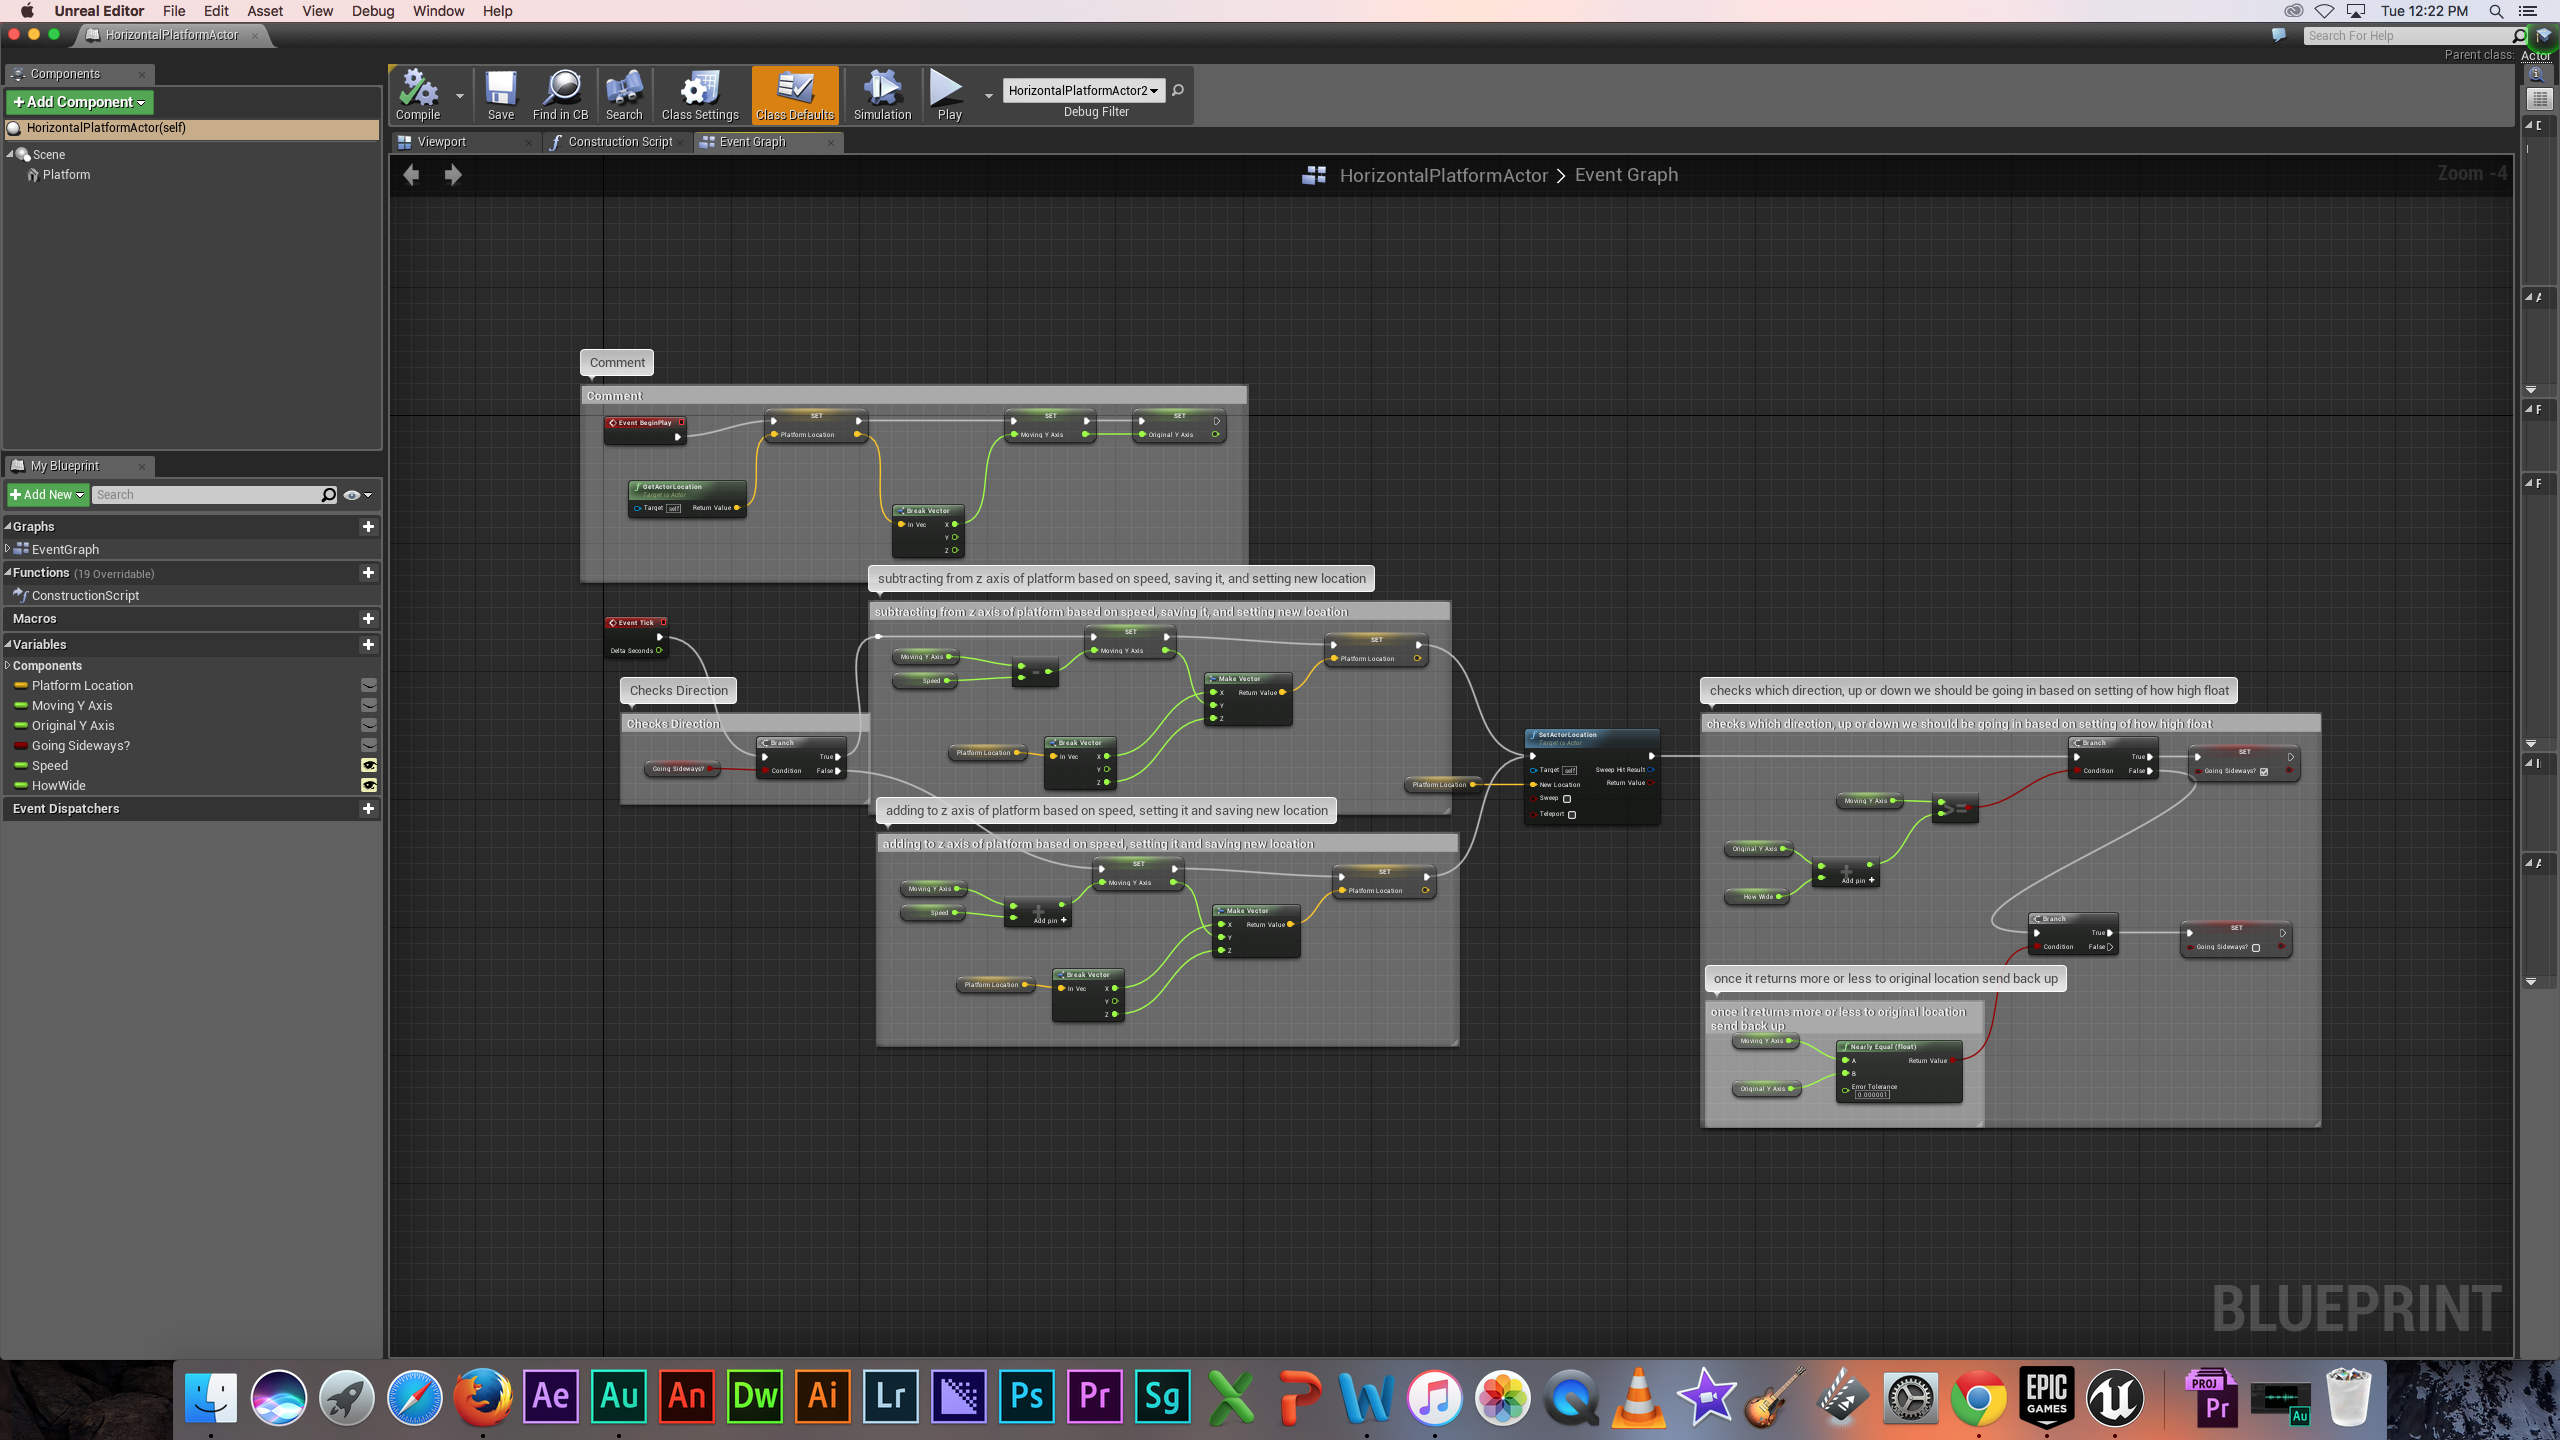 Unreal Editor File Edit Asset View Debug Window Help
Tue 12:22 PM
HorizontalPlatformActor
Search For Help
Parent class: Actor
Components
+Add Component
HorizontalPlatformActor(self)
Scene
Platform
Compile
Save
Find in CB
Search
Class Settings
Class Defaults
Simulation
Play
HorizontalPlatformActor2
Debug Filter
Viewport
Construction Script
Event Graph
HorizontalPlatformActor > Event Graph
Zoom -4
My Blueprint
+Add New
Search
Graphs
EventGraph
Functions (19 Overridable)
ConstructionScript
Macros
Variables
Components
Platform Location
Moving Y Axis
Original Y Axis
Going Sideways?
Speed
HowWide
Event Dispatchers
Comment
Comment
Event BeginPlay
SET
Platform Location
SET
Moving Y Axis
SET
Original Y Axis
GetActorLocation
Target is Actor
Target self Return Value
Break Vector
In Vec X
Y
Z
subtracting from z axis of platform based on speed, saving it, and setting new location
subtracting from z axis of platform based on speed, saving it, and setting new location
Event Tick
Delta Seconds
Moving Y Axis
Speed
-
SET
Moving Y Axis
SET
Platform Location
Make Vector
X Return Value
Y
Z
Platform Location
Break Vector
In Vec X
Y
Z
Checks Direction
Checks Direction
Branch
True
Condition False
Going Sideways?
adding to z axis of platform based on speed, setting it and saving new location
adding to z axis of platform based on speed, setting it and saving new location
Moving Y Axis
Speed
+
Add pin +
SET
Moving Y Axis
SET
Platform Location
Make Vector
X Return Value
Y
Z
Platform Location
Break Vector
In Vec X
Y
Z
Platform Location
SetActorLocation
Target is Actor
Target self Sweep Hit Result
New Location Return Value
Sweep
Teleport
checks which direction, up or down we should be going in based on setting of how high float
checks which direction, up or down we should be going in based on setting of how high float
Branch
True
Condition False
SET
Going Sideways?
Moving Y Axis
>=
Original Y Axis
How Wide
+
Add pin +
Branch
True
Condition False
SET
Going Sideways?
once it returns more or less to original location send back up
once it returns more or less to original location
send back up
Moving Y Axis
Original Y Axis
Nearly Equal (float)
A Return Value
B
Error Tolerance
0.000001
BLUEPRINT
Ae
Au
An
Dw
Ai
Lr
Ps
Pr
Sg
EPIC
GAMES
PROJ
Pr
Au